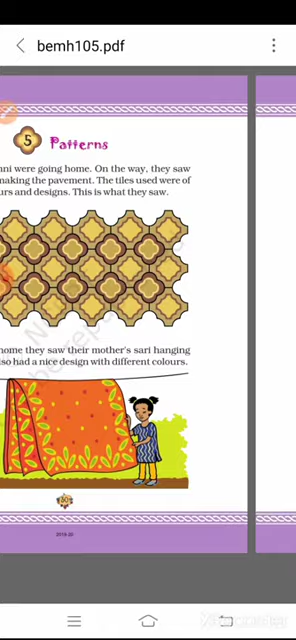 bemh105.pdf
5 Patterns
nni were going home. On the way, they saw
making the pavement. The tiles used were of
urs and designs. This is what they saw.
home they saw their mother's sari hanging
lso had a nice design with different colours.
2019-20